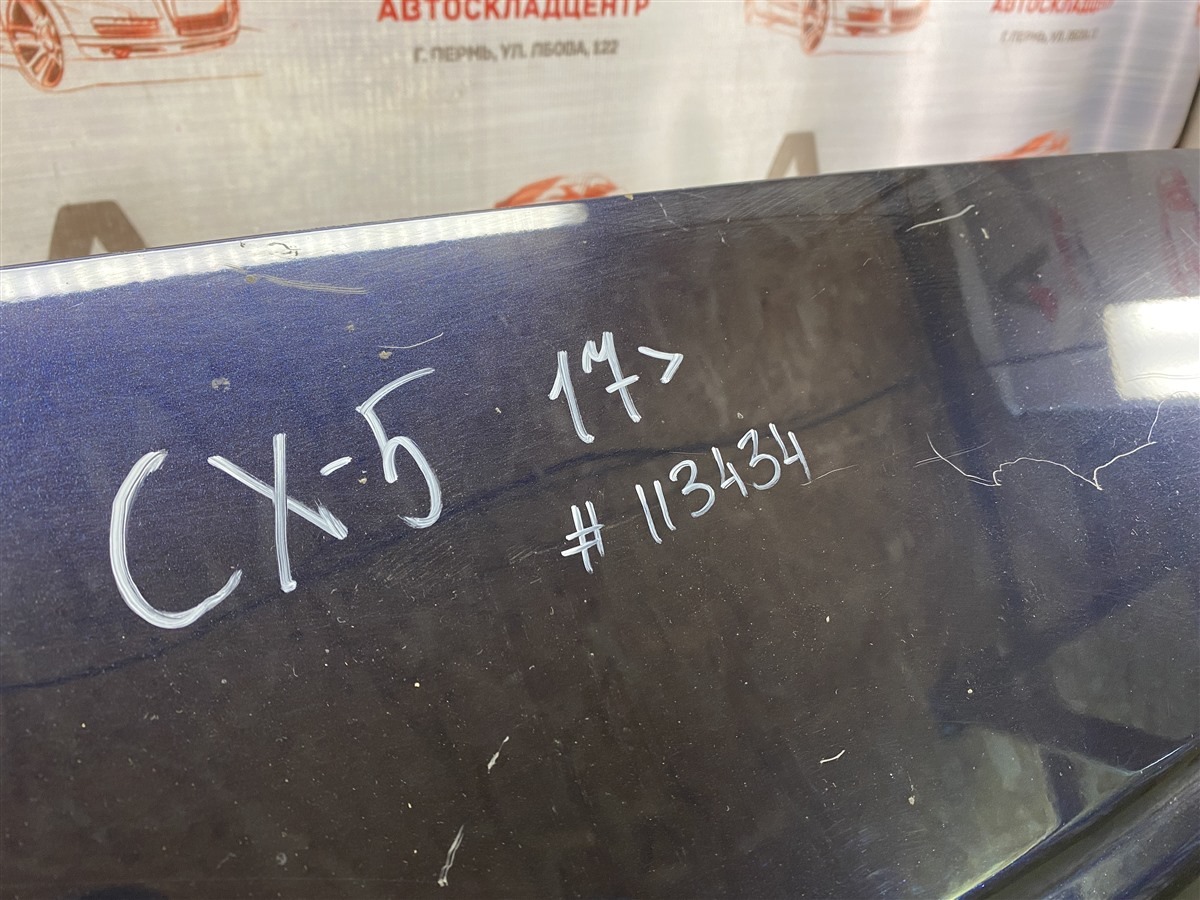 АВТОСКЛАДЦЕНТР
Г. ПЕРМЬ, УЛ. ЛБОВА, 122
АВТОСКЛАДЦЕНТР
CX-5 17>
# 113434